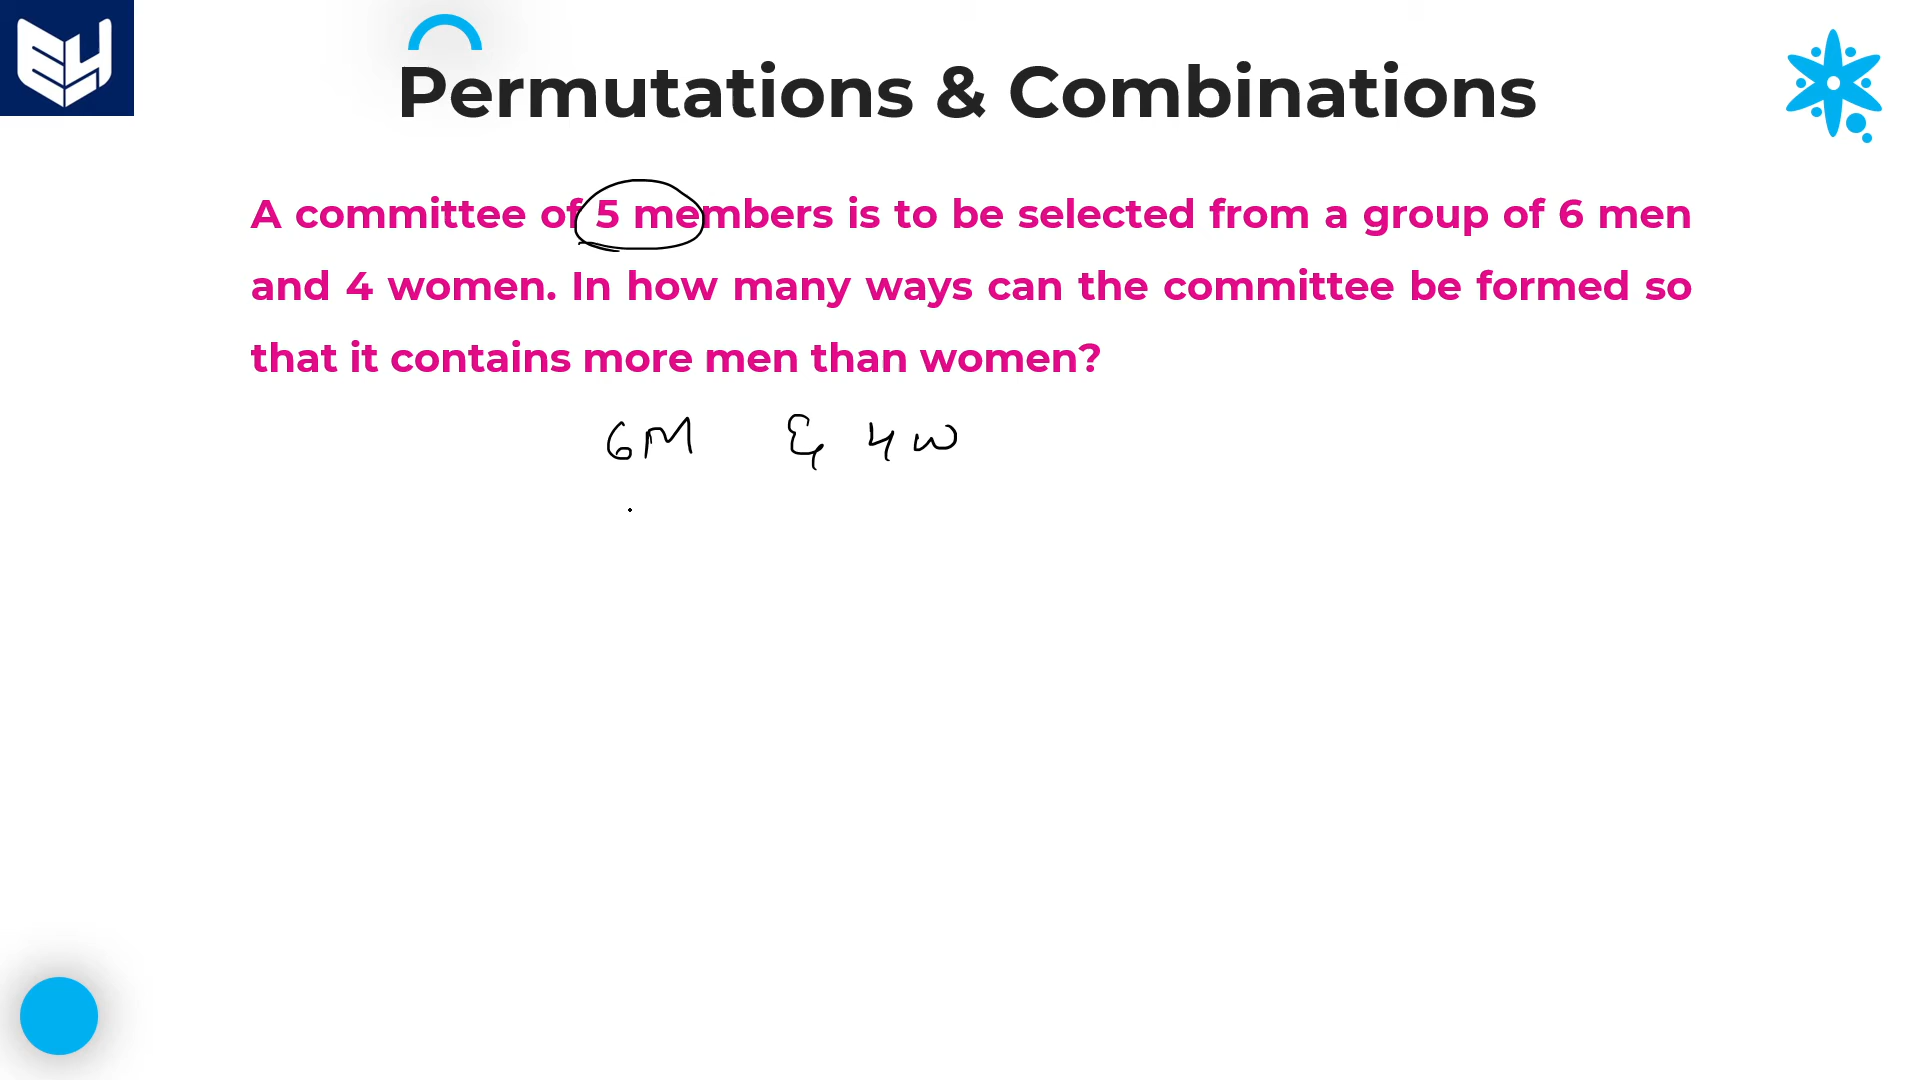 Permutations & Combinations
A committee of 5 members is to be selected from a group of 6 men
and 4 women. In how many ways can the committee be formed so
that it contains more men than women?
6M & 4W